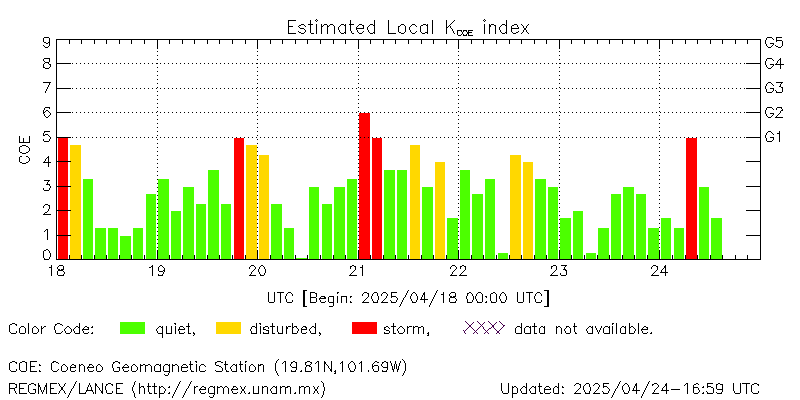 Estimated Local KCOE index
9
8
7
6
5
4
3
2
1
0
COE
G5
G4
G3
G2
G1
18 19 20 21 22 23 24
UTC [Begin: 2025/04/18 00:00 UTC]
Color Code: quiet, disturbed, storm, data not available.
COE: Coeneo Geomagnetic Station (19.81N,101.69W)
REGMEX/LANCE (http://regmex.unam.mx) Updated: 2025/04/24-16:59 UTC